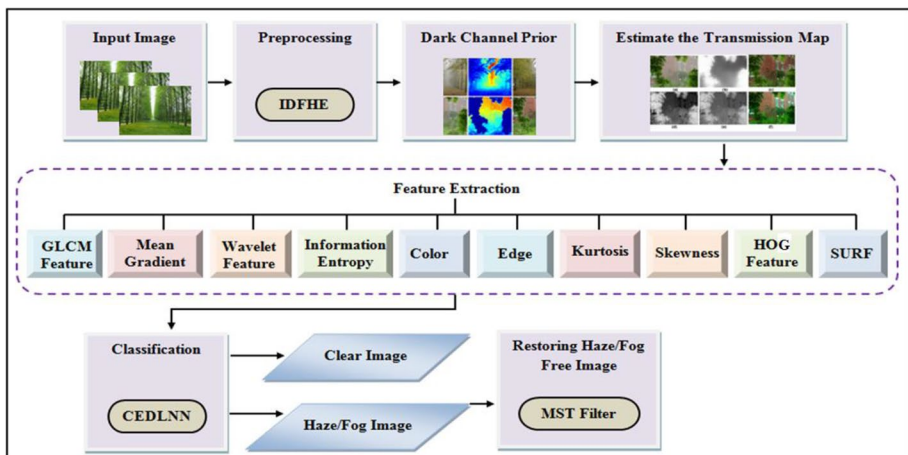 Input Image
Preprocessing
IDFHE
Dark Channel Prior
Estimate the Transmission Map
Feature Extraction
GLCM
Feature
Mean
Gradient
Wavelet
Feature
Information
Entropy
Color
Edge
Kurtosis
Skewness
HOG
Feature
SURF
Classification
CEDLNN
Clear Image
Haze/Fog Image
Restoring Haze/Fog
Free Image
MST Filter